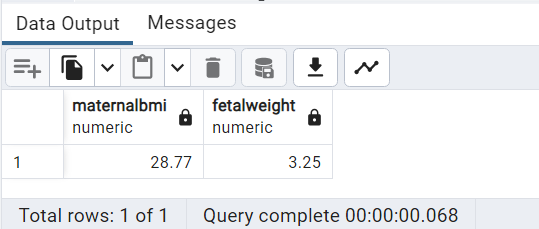 Data Output Messages
maternalbmi fetalweight
numeric numeric
1 28.77 3.25
Total rows: 1 of 1 Query complete 00:00:00.068